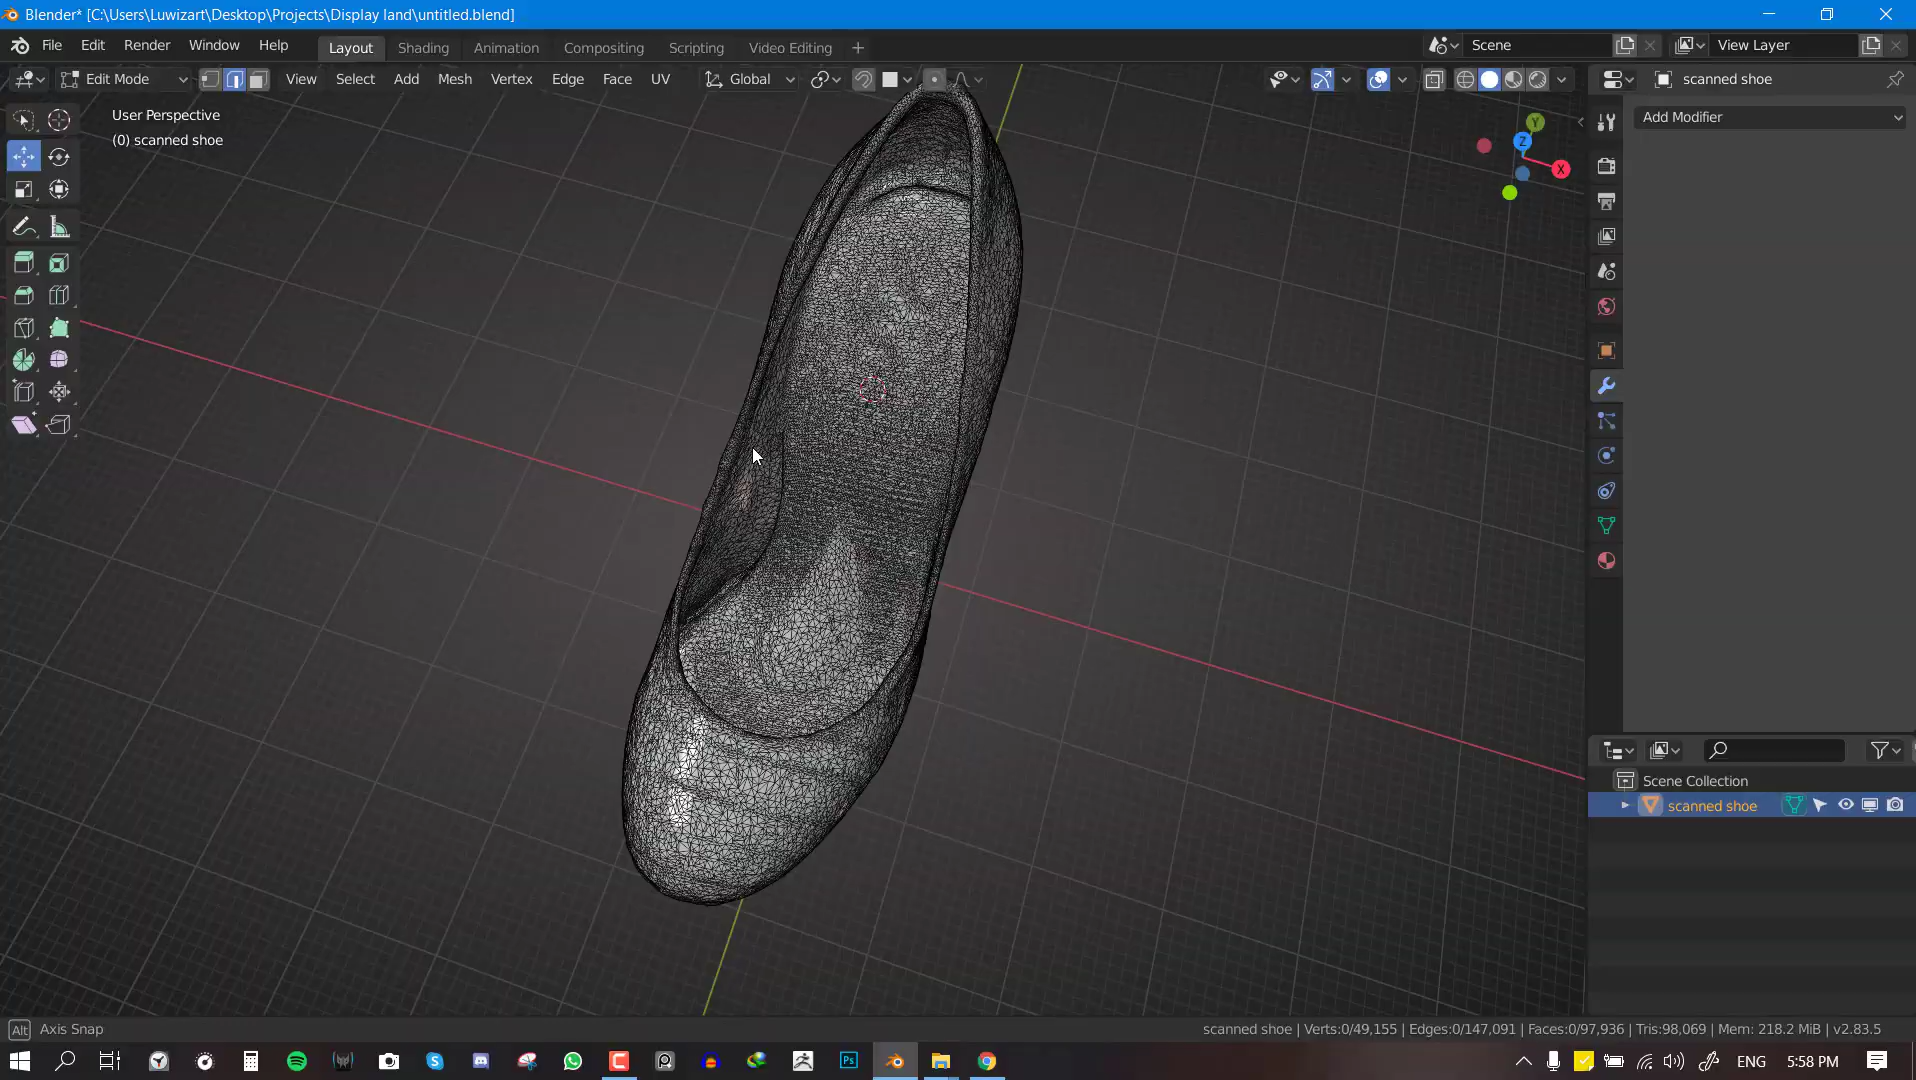 Blender* [C:\Users\Luwizart\Desktop\Projects\Display land\untitled.blend]
File Edit Render Window Help Layout Shading Animation Compositing Scripting Video Editing + Scene View Layer
Edit Mode View Select Add Mesh Vertex Edge Face UV Global scanned shoe
User Perspective
(0) scanned shoe
Add Modifier
Y
Z
X
Scene Collection
scanned shoe
Alt Axis Snap scanned shoe | Verts:0/49,155 | Edges:0/147,091 | Faces:0/97,936 | Tris:98,069 | Mem: 218.2 MiB | v2.83.5
Ps ENG 5:58 PM